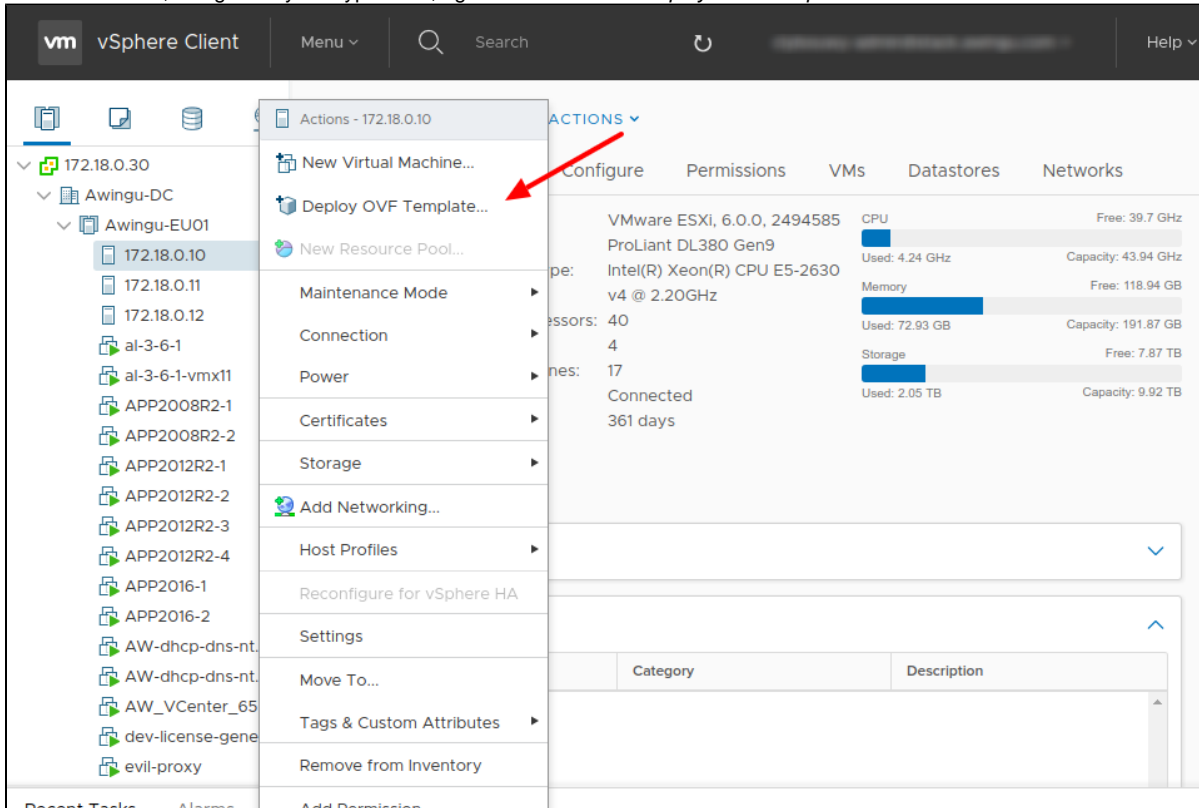 vm vSphere Client Menu Search Help
Actions - 172.18.0.10
ACTIONS
New Virtual Machine...
Deploy OVF Template...
New Resource Pool...
Maintenance Mode
Connection
Power
Certificates
Storage
Add Networking...
Host Profiles
Reconfigure for vSphere HA
Settings
Move To...
Tags & Custom Attributes
Remove from Inventory
172.18.0.30
Awingu-DC
Awingu-EU01
172.18.0.10
172.18.0.11
172.18.0.12
al-3-6-1
al-3-6-1-vmx11
APP2008R2-1
APP2008R2-2
APP2012R2-1
APP2012R2-2
APP2012R2-3
APP2012R2-4
APP2016-1
APP2016-2
AW-dhcp-dns-nt.
AW-dhcp-dns-nt.
AW_VCenter_65
dev-license-gene
evil-proxy
Configure Permissions VMs Datastores Networks
VMware ESXi, 6.0.0, 2494585
ProLiant DL380 Gen9
pe: Intel(R) Xeon(R) CPU E5-2630
v4 @ 2.20GHz
essors: 40
4
nes: 17
Connected
361 days
CPU Free: 39.7 GHz
Used: 4.24 GHz Capacity: 43.94 GHz
Memory Free: 118.94 GB
Used: 72.93 GB Capacity: 191.87 GB
Storage Free: 7.87 TB
Used: 2.05 TB Capacity: 9.92 TB
Category Description